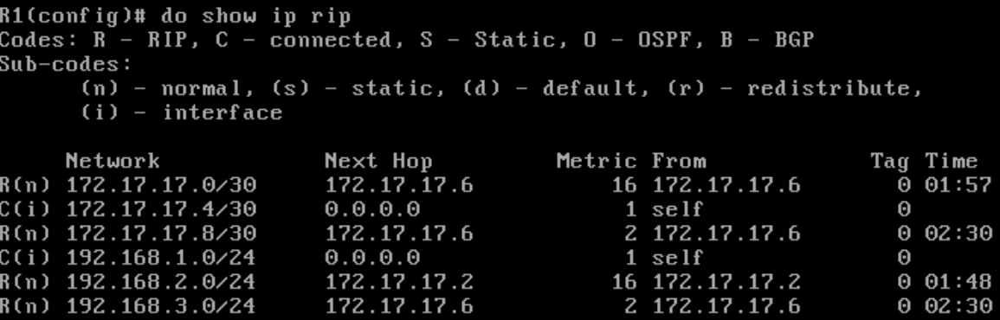 R1(config)# do show ip rip
Codes: R - RIP, C - connected, S - Static, O - OSPF, B - BGP
Sub-codes:
(n) - normal, (s) - static, (d) - default, (r) - redistribute,
(i) - interface
Network Next Hop Metric From Tag Time
R(n) 172.17.17.0/30 172.17.17.6 16 172.17.17.6 0 01:57
C(i) 172.17.17.4/30 0.0.0.0 1 self 0
R(n) 172.17.17.8/30 172.17.17.6 2 172.17.17.6 0 02:30
C(i) 192.168.1.0/24 0.0.0.0 1 self 0
R(n) 192.168.2.0/24 172.17.17.2 16 172.17.17.2 0 01:48
R(n) 192.168.3.0/24 172.17.17.6 2 172.17.17.6 0 02:30